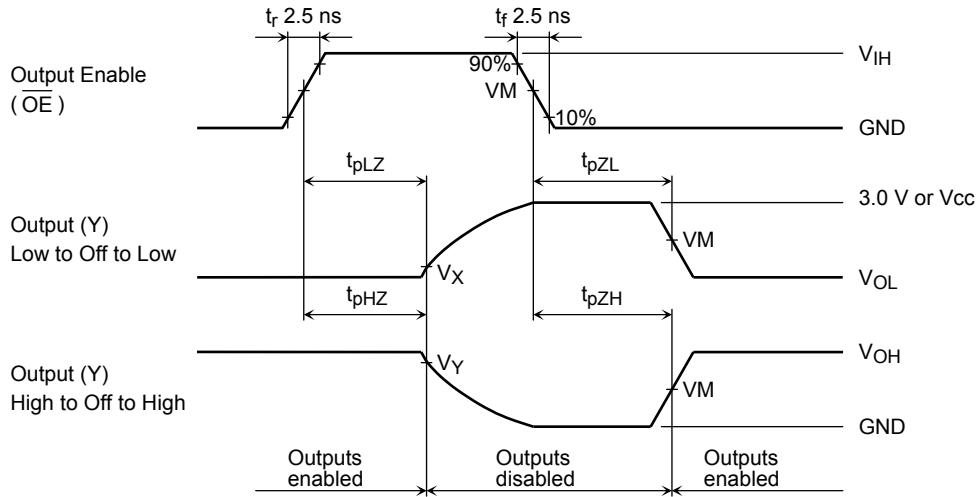 tr 2.5 ns
tf 2.5 ns
Output Enable
( OE )
90%
VM
10%
VIH
GND
tpLZ
tpZL
3.0 V or Vcc
Output (Y)
Low to Off to Low
VX
VM
VOL
tpHZ
tpZH
Output (Y)
High to Off to High
VY
VM
VOH
GND
Outputs
enabled
Outputs
disabled
Outputs
enabled